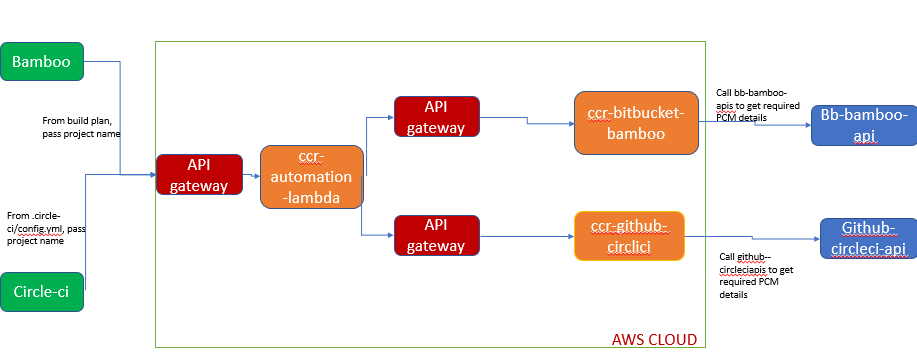 Bamboo
From build plan,
pass project name
API
gateway
ccr-
automation
-lambda
From .circle-
ci/config.yml, pass
project name
Circle-ci
API
gateway
ccr-bitbucket-
bamboo
Call bb-bamboo-
apis to get required
PCM details
Bb-bamboo-
api
API
gateway
ccr-github-
circlici
Call github--
circleciapis to get
required PCM
details
Github-
circleci-api
AWS CLOUD